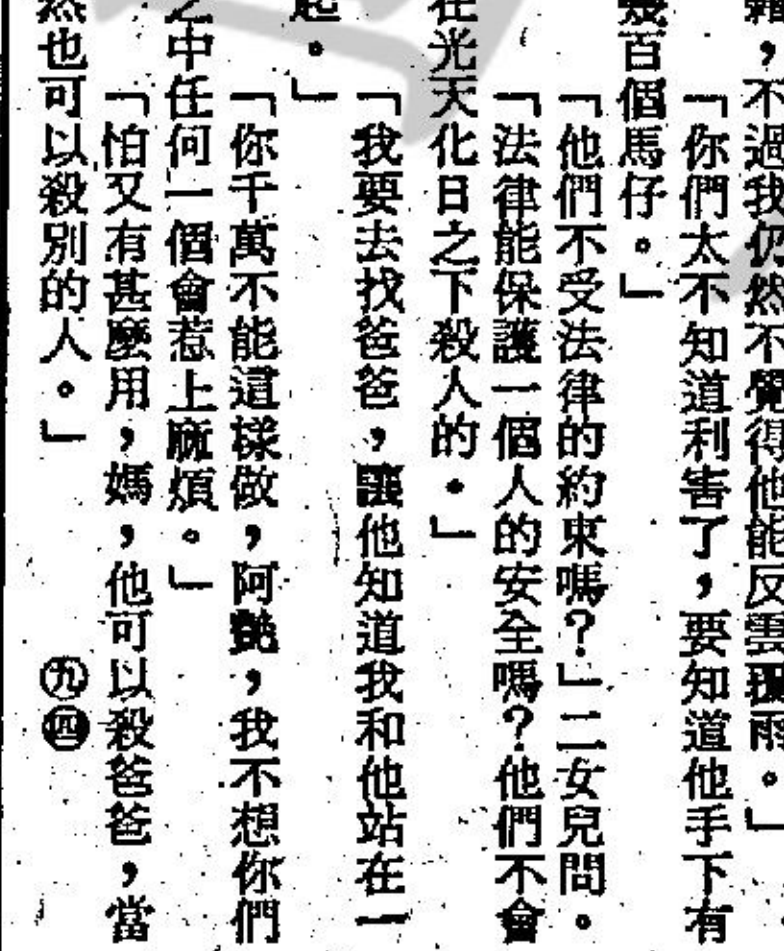 雜，不過我仍然不覺得他能反雲覆雨。」
「你們太不知道利害了，要知道他手下有
幾百個馬仔。」
「他們不受法律的約束嗎？」二女兒問。
「法律能保護一個人的安全嗎？他們不會
在光天化日之下殺人的。」
「我要去找爸爸，讓他知道我和他站在一
起。」
「你千萬不能這樣做，阿艷，我不想你們
之中任何一個會惹上麻煩。」
「怕又有甚麼用，媽，他可以殺爸爸，當
然也可以殺別的人。」
九四